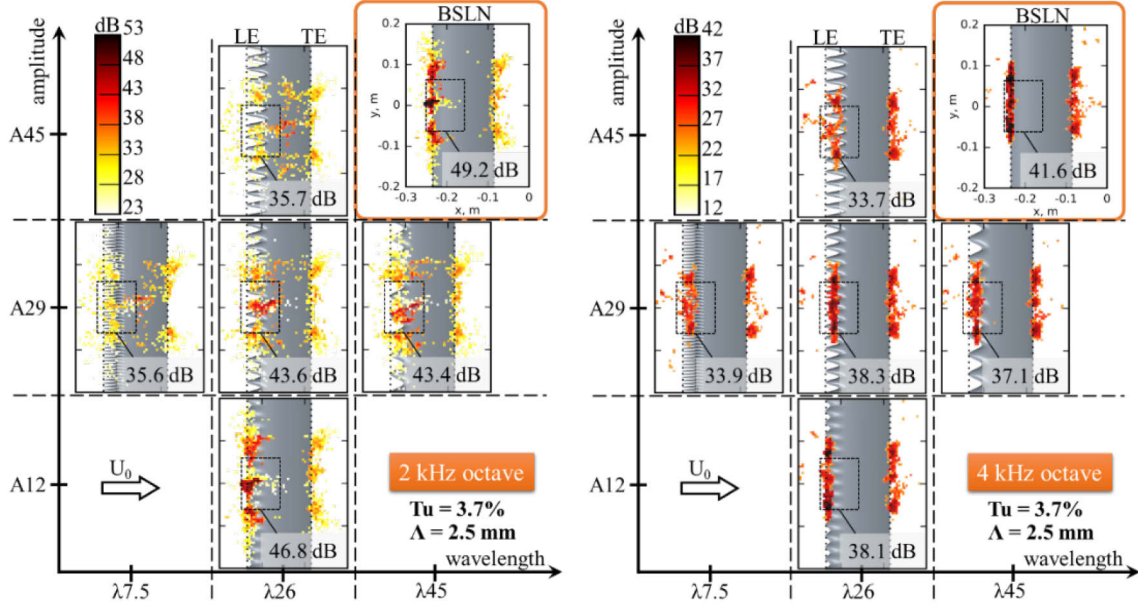 dB
53
48
43
38
33
28
23
amplitude
A45
A29
A12
LE TE
35.7 dB
BSLN
y, m
0.2
0.1
0
-0.1
-0.2
-0.3 -0.2 -0.1 0
x, m
49.2 dB
35.6 dB
43.6 dB
43.4 dB
46.8 dB
U0
2 kHz octave
Tu = 3.7%
Λ = 2.5 mm
wavelength
λ7.5 λ26 λ45
dB
42
37
32
27
22
17
12
amplitude
A45
A29
A12
LE TE
33.7 dB
BSLN
y, m
0.2
0.1
0
-0.1
-0.2
-0.3 -0.2 -0.1 0
x, m
41.6 dB
33.9 dB
38.3 dB
37.1 dB
38.1 dB
U0
4 kHz octave
Tu = 3.7%
Λ = 2.5 mm
wavelength
λ7.5 λ26 λ45